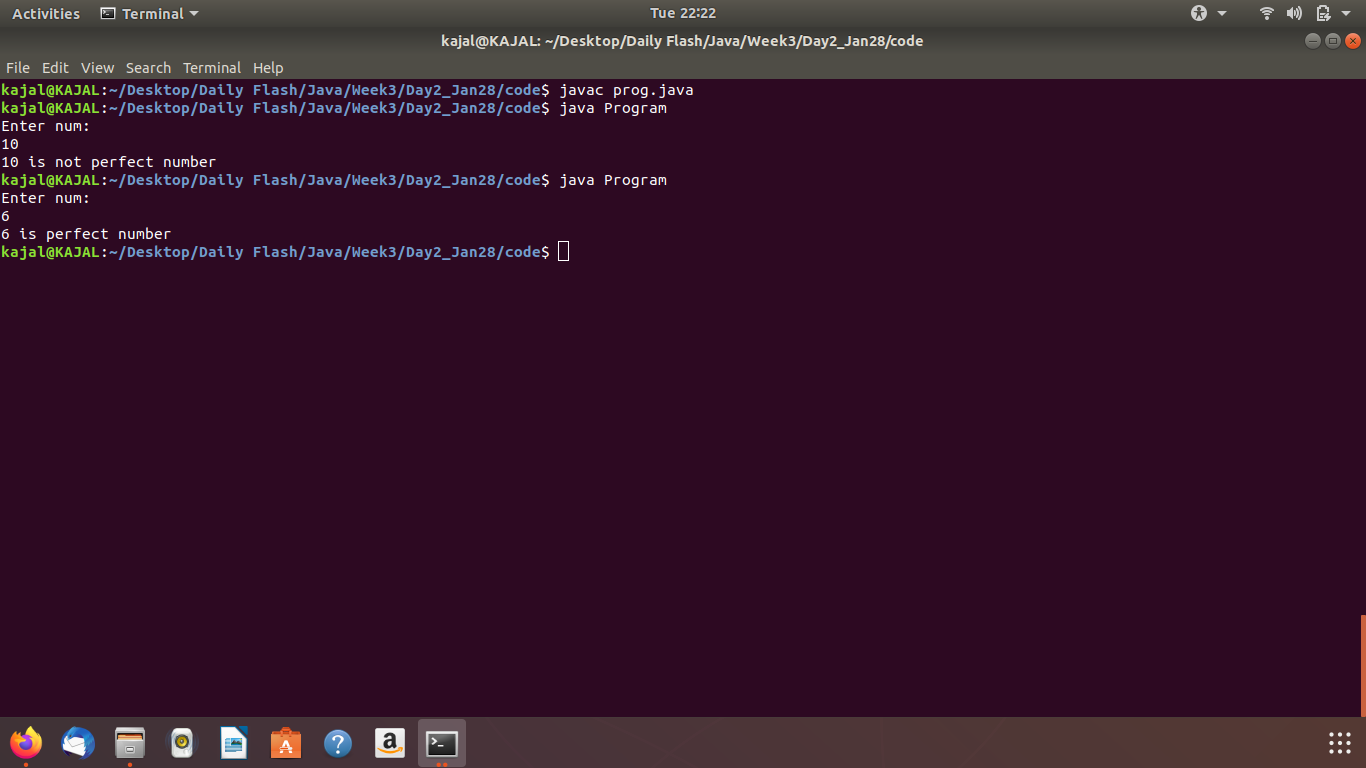 Activities Terminal Tue 22:22
kajal@KAJAL: ~/Desktop/Daily Flash/Java/Week3/Day2_Jan28/code
File Edit View Search Terminal Help
kajal@KAJAL:~/Desktop/Daily Flash/Java/Week3/Day2_Jan28/code$ javac prog.java
kajal@KAJAL:~/Desktop/Daily Flash/Java/Week3/Day2_Jan28/code$ java Program
Enter num:
10
10 is not perfect number
kajal@KAJAL:~/Desktop/Daily Flash/Java/Week3/Day2_Jan28/code$ java Program
Enter num:
6
6 is perfect number
kajal@KAJAL:~/Desktop/Daily Flash/Java/Week3/Day2_Jan28/code$